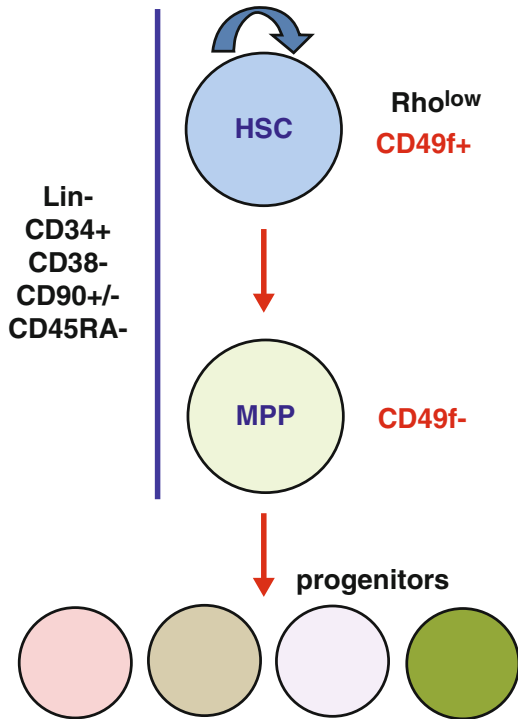 HSC
Rholow
CD49f+
Lin-
CD34+
CD38-
CD90+/-
CD45RA-
MPP
CD49f-
progenitors